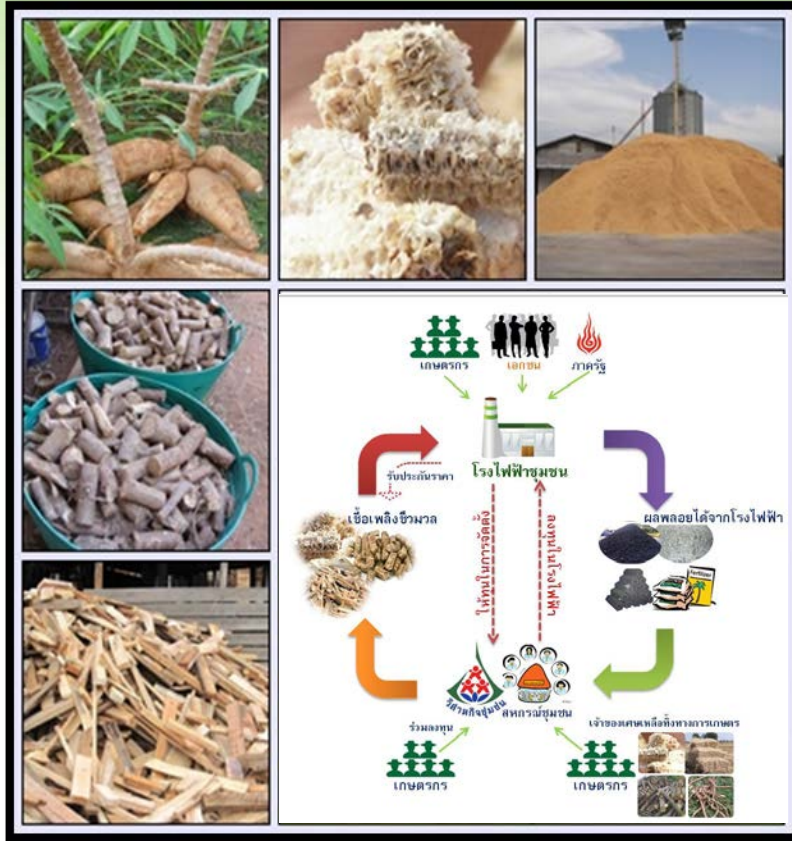 เกษตรกร
เอกชน
ภาครัฐ
โรงไฟฟ้าชุมชน
รับประกันราคา
เชื้อเพลิงชีวมวล
ผลพลอยได้จากโรงไฟฟ้า
ให้ทุนในการจัดตั้ง
ลงทุนในโรงไฟฟ้า
วิสาหกิจชุมชน
สหกรณ์ชุมชน
ร่วมลงทุน
เจ้าของเศษเหลือทิ้งทางการเกษตร
เกษตรกร
เกษตรกร